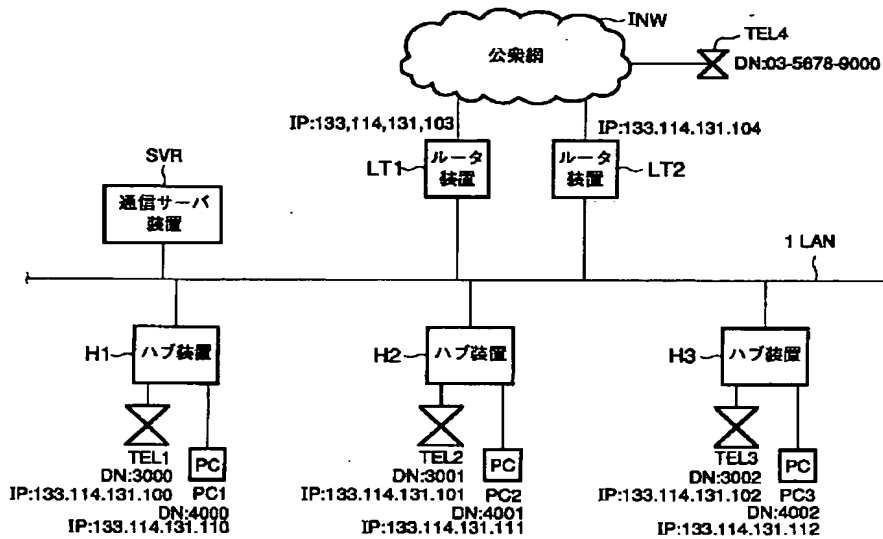 INW
公衆網
TEL4
DN:03-5678-9000
IP:133,114,131,103
IP:133.114.131.104
SVR
通信サーバ
装置
LT1
ルータ
装置
ルータ
装置
LT2
1 LAN
H1
ハブ装置
H2
ハブ装置
H3
ハブ装置
TEL1
DN:3000
IP:133.114.131.100
PC
PC1
DN:4000
IP:133.114.131.110
TEL2
DN:3001
IP:133.114.131.101
PC
PC2
DN:4001
IP:133.114.131.111
TEL3
DN:3002
IP:133.114.131.102
PC
PC3
DN:4002
IP:133.114.131.112